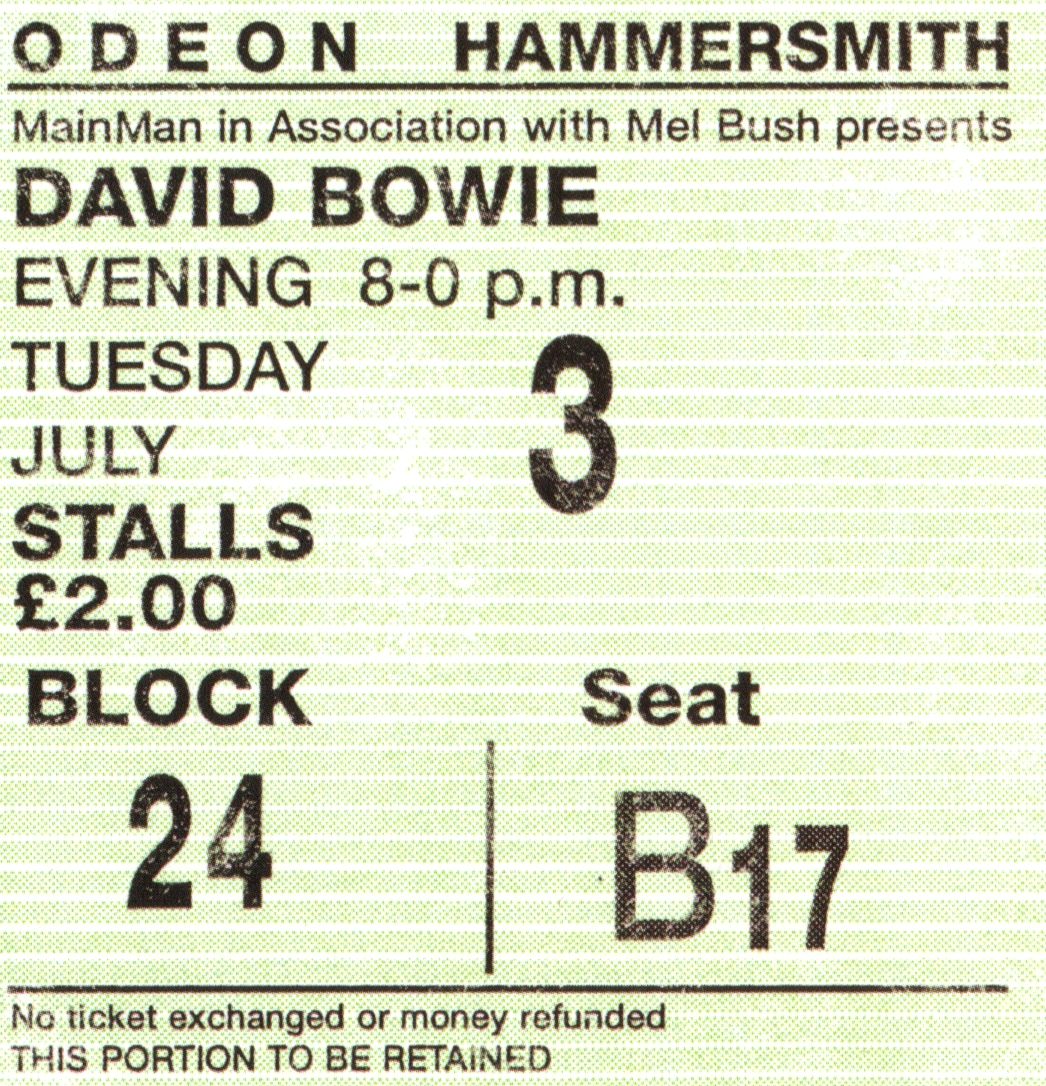 ODEON HAMMERSMITH
MainMan in Association with Mel Bush presents
DAVID BOWIE
EVENING 8-0 p.m.
TUESDAY 3
JULY
STALLS
£2.00
BLOCK Seat
24 B17
No ticket exchanged or money refunded
THIS PORTION TO BE RETAINED